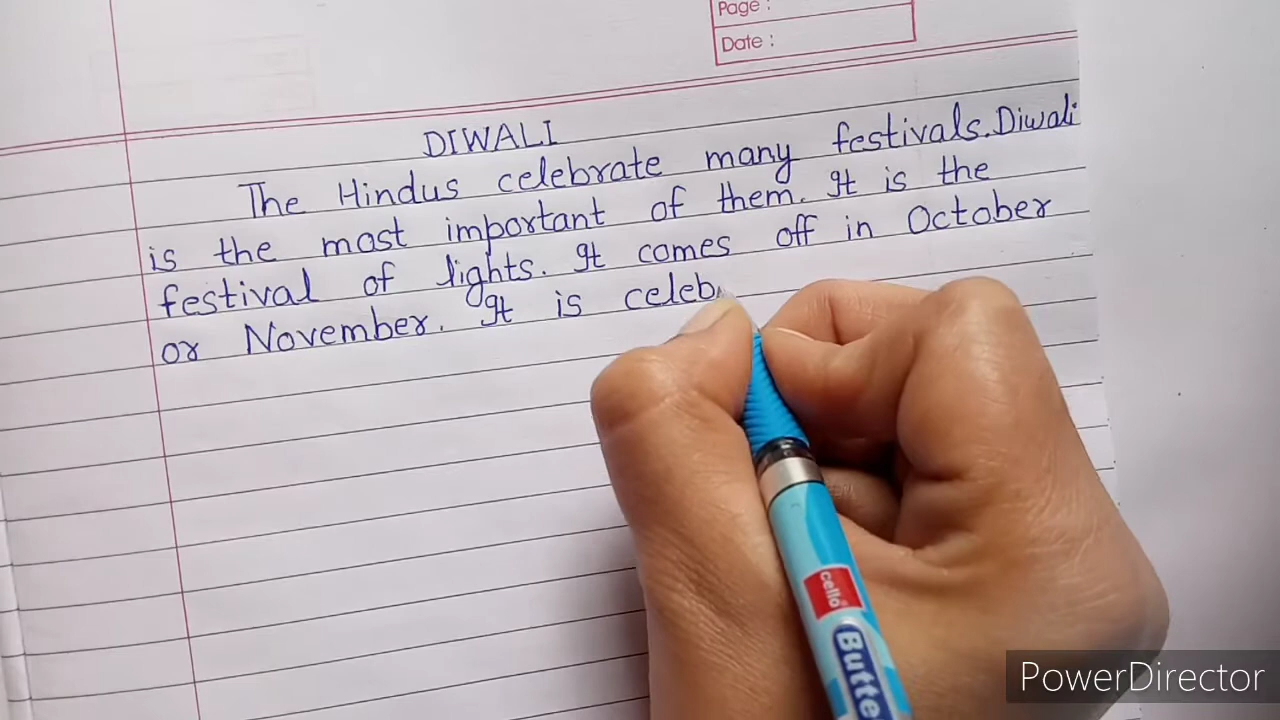 Page :
Date :
DIWALI
The Hindus celebrate many festivals. Diwali
is the most important of them. It is the
festival of lights. It comes off in October
or November. It is celeb
cello
Butte
PowerDirector